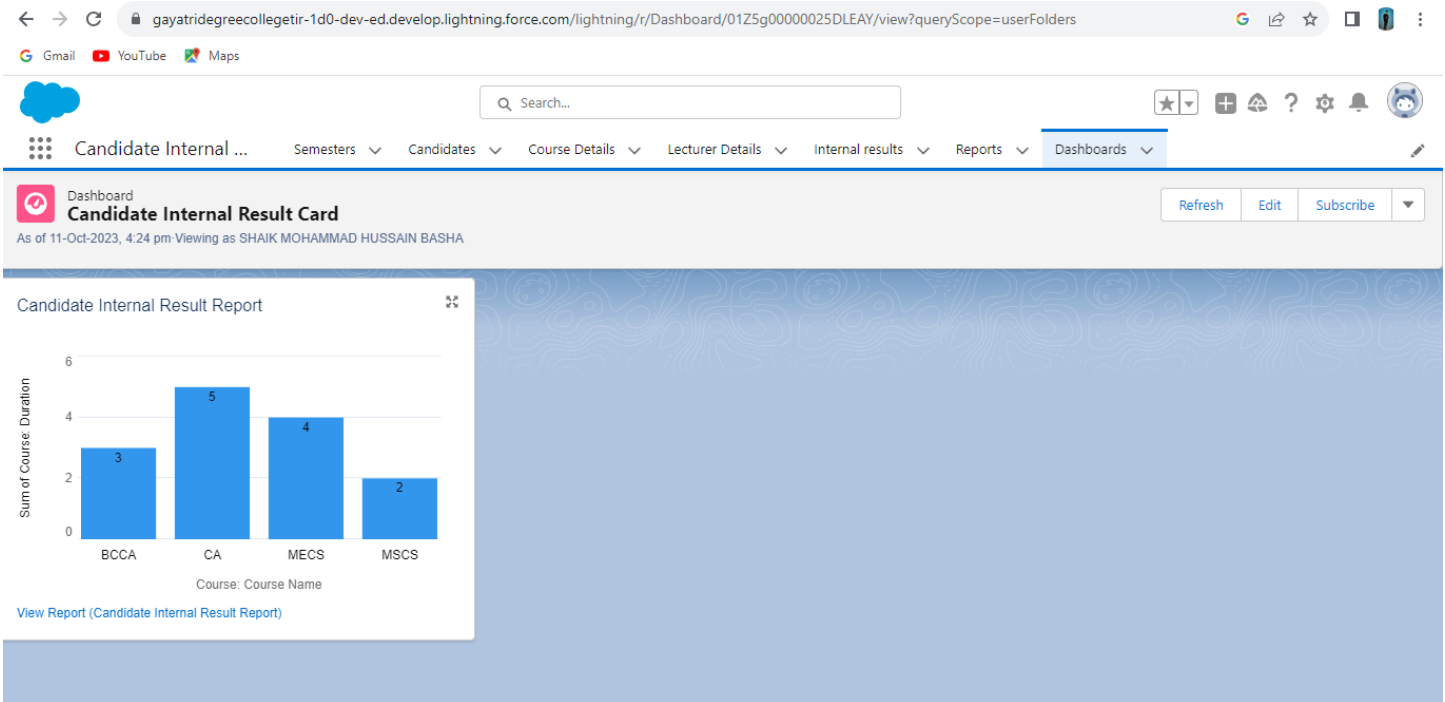 gayatridegreecollegetir-1d0-dev-ed.develop.lightning.force.com/lightning/r/Dashboard/01Z5g00000025DLEAY/view?queryScope=userFolders
Gmail YouTube Maps
Search...
Candidate Internal ... Semesters Candidates Course Details Lecturer Details Internal results Reports Dashboards
Dashboard
Candidate Internal Result Card
As of 11-Oct-2023, 4:24 pm·Viewing as SHAIK MOHAMMAD HUSSAIN BASHA
Refresh Edit Subscribe
Candidate Internal Result Report
Sum of Course: Duration
6
4
2
0
3 5 4 2
BCCA CA MECS MSCS
Course: Course Name
View Report (Candidate Internal Result Report)